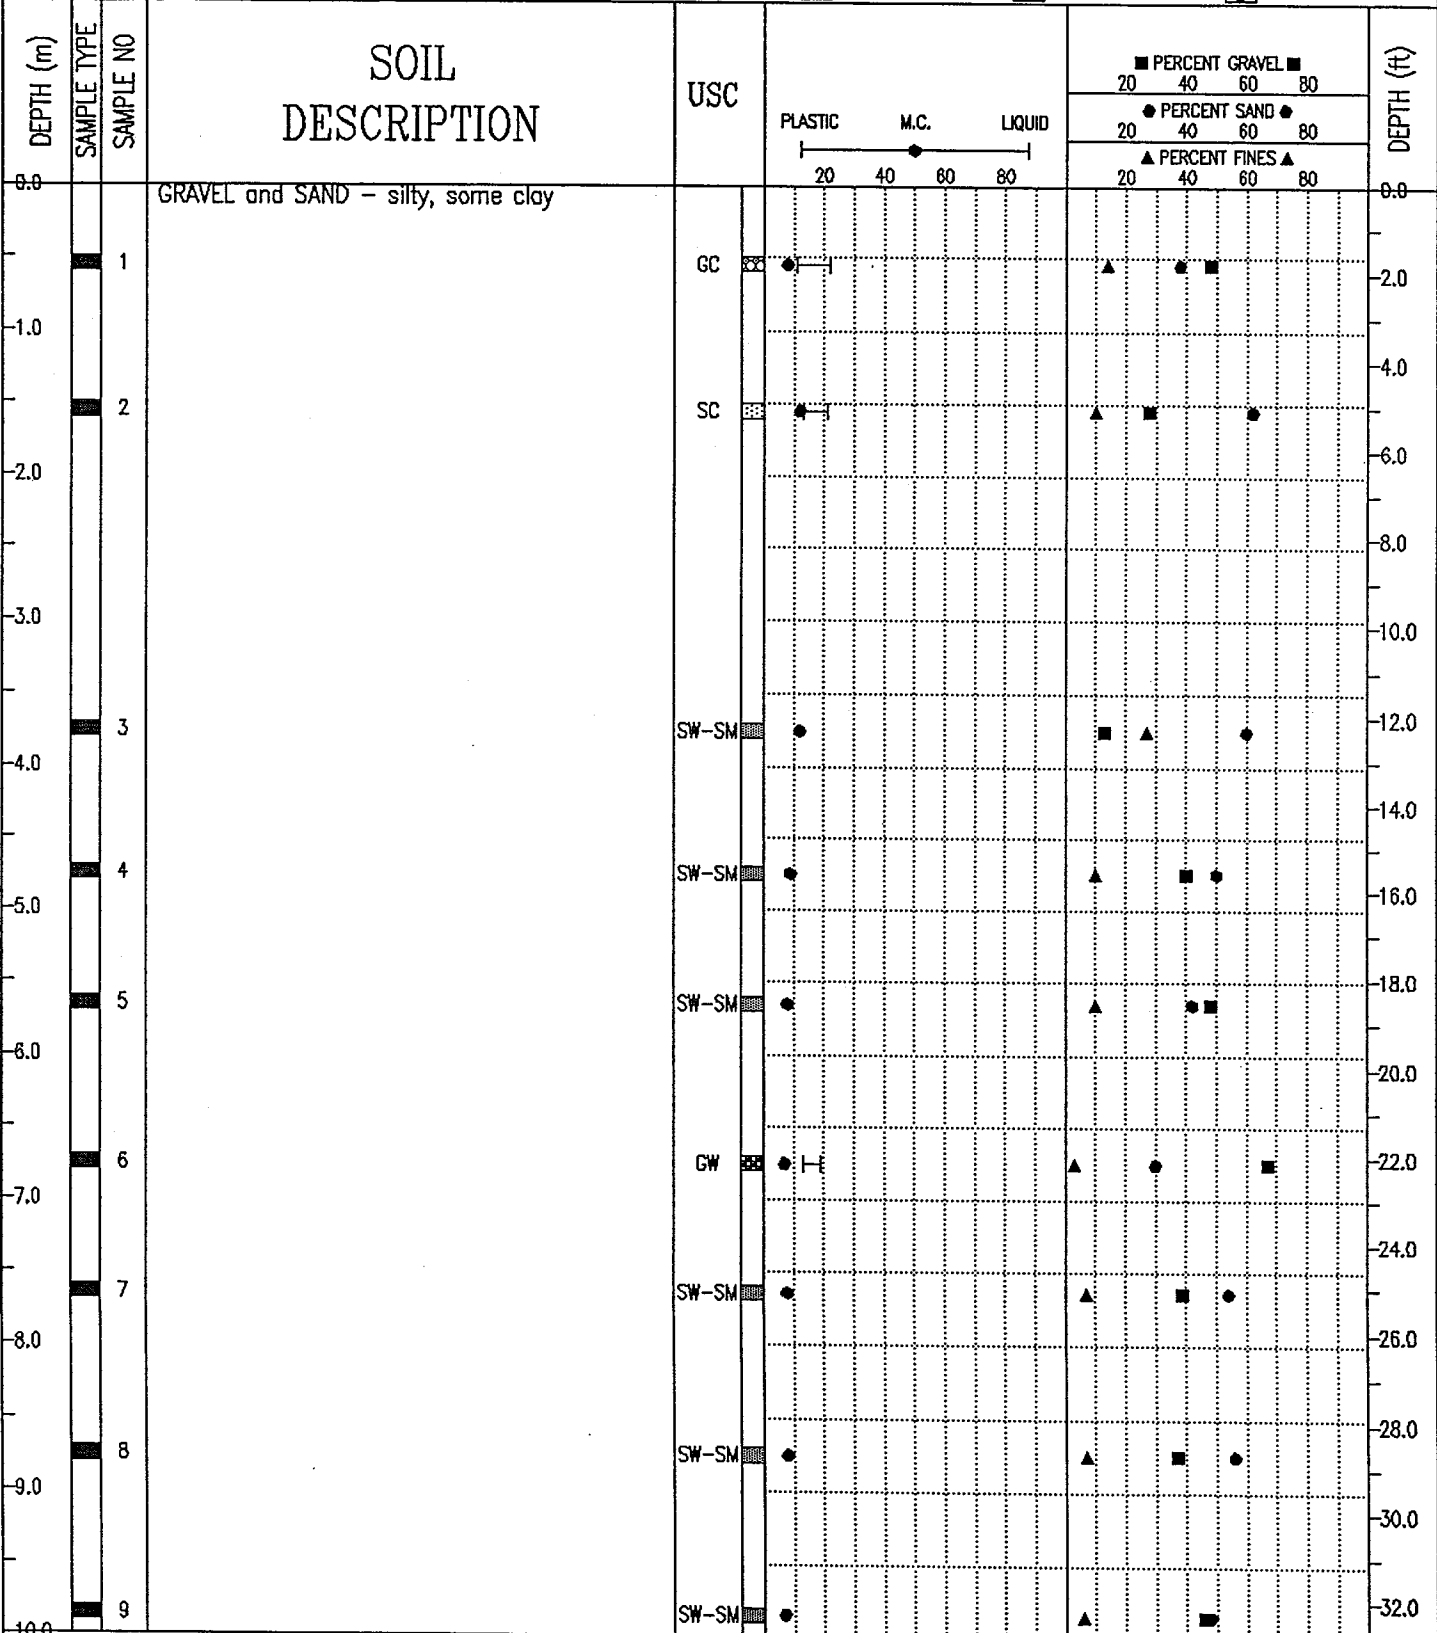 DEPTH (m)
SAMPLE TYPE
SAMPLE NO
SOIL
DESCRIPTION
USC
PLASTIC M.C. LIQUID
20 40 60 80
■ PERCENT GRAVEL ■
20 40 60 80
● PERCENT SAND ●
20 40 60 80
▲ PERCENT FINES ▲
20 40 60 80
DEPTH (ft)
0.0
GRAVEL and SAND – silty, some clay
0.0
1
GC
2.0
1.0
4.0
2
SC
6.0
2.0
8.0
3.0
10.0
3
SW-SM
12.0
4.0
14.0
4
SW-SM
16.0
5.0
18.0
5
SW-SM
6.0
20.0
6
GW
22.0
7.0
24.0
7
SW-SM
8.0
26.0
28.0
8
SW-SM
9.0
30.0
9
SW-SM
32.0
10.0